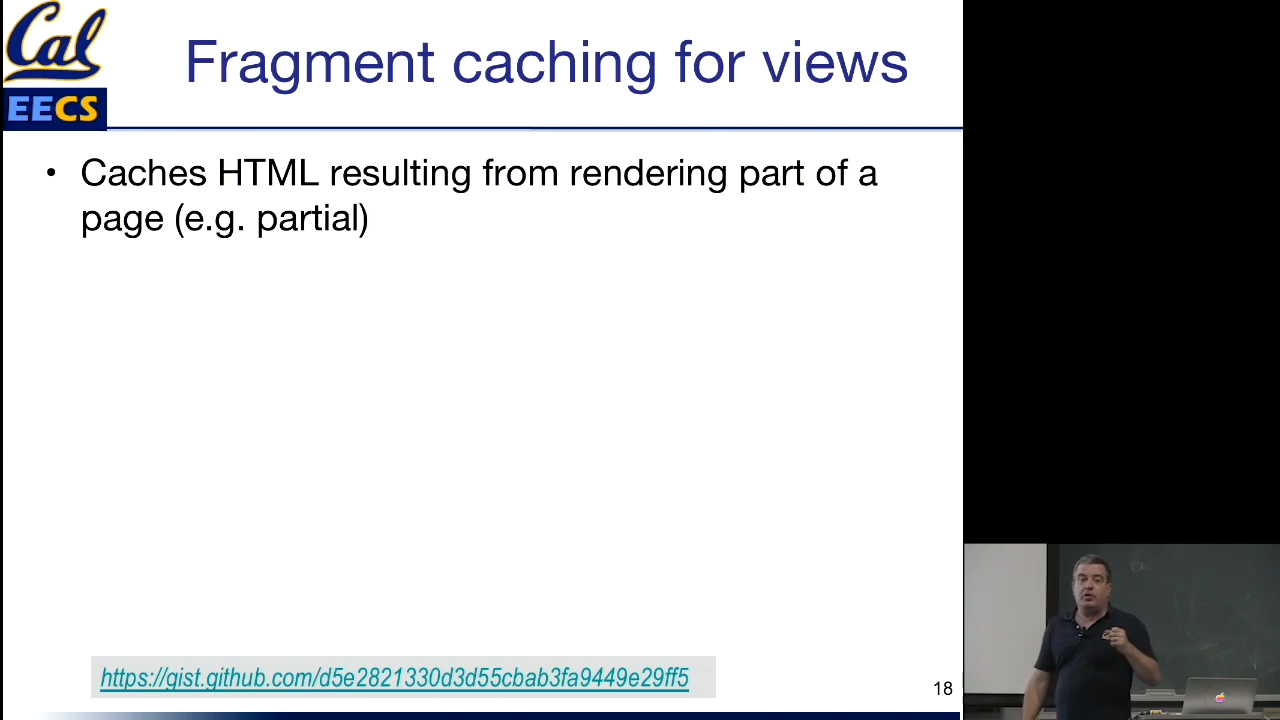 Cal
EECS
Fragment caching for views
• Caches HTML resulting from rendering part of a
page (e.g. partial)
https://gist.github.com/d5e2821330d3d55cbab3fa9449e29ff5
18